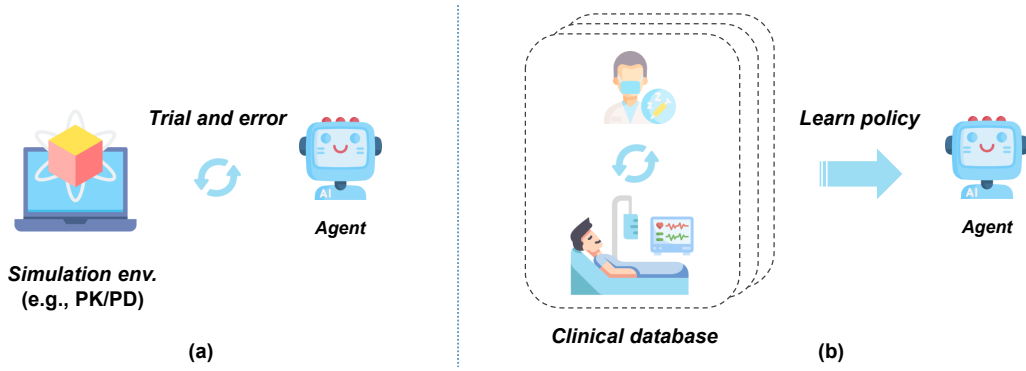 Trial and error
AI
Agent
Simulation env.
(e.g., PK/PD)
(a)
z
z
Clinical database
Learn policy
AI
Agent
(b)